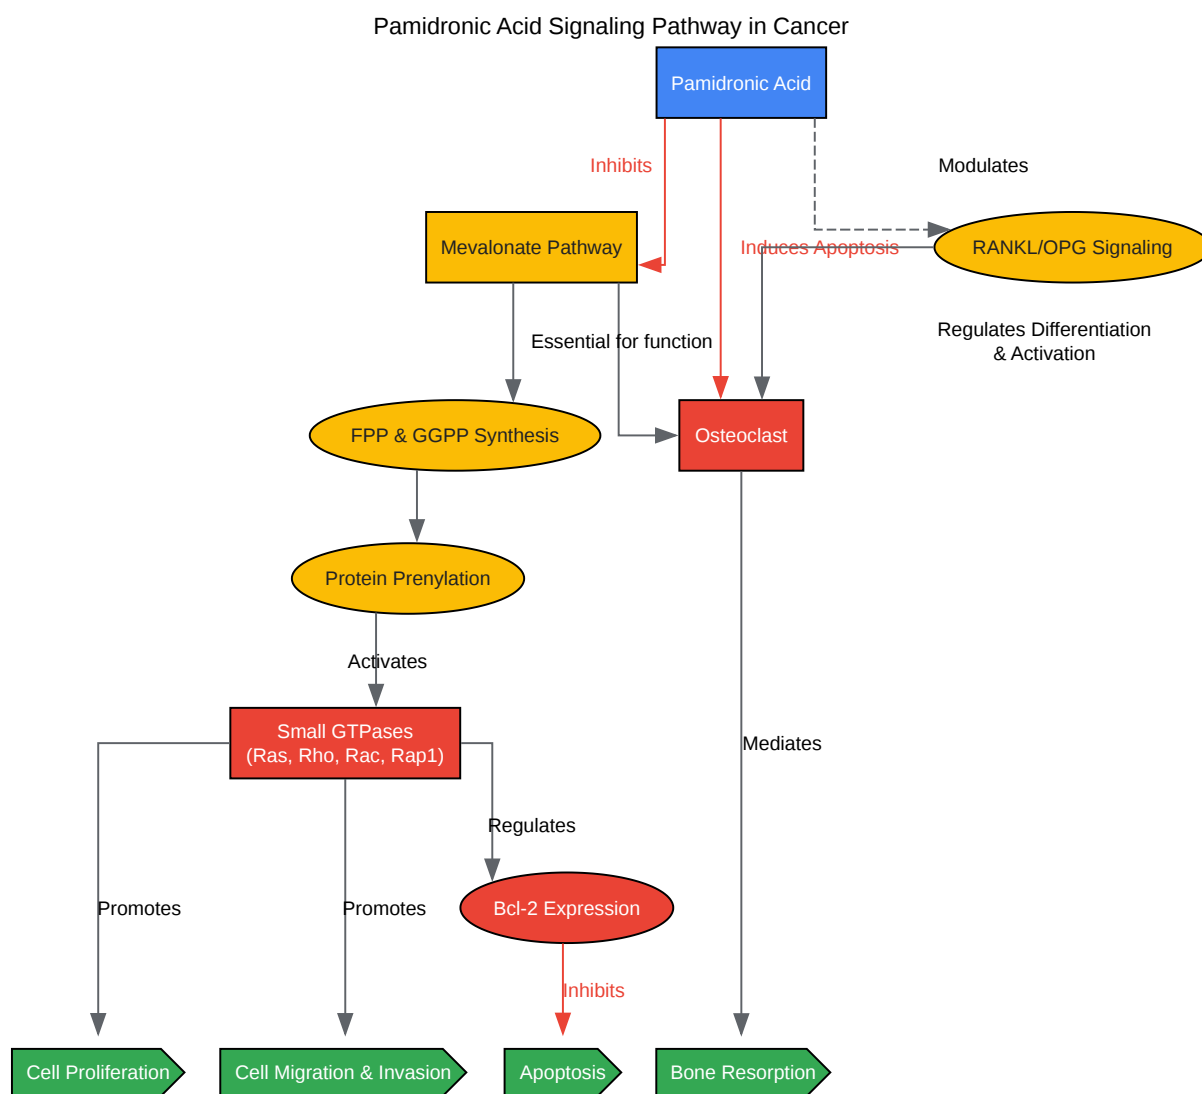 Pamidronic Acid Signaling Pathway in Cancer
Pamidronic Acid
Inhibits
Modulates
Mevalonate Pathway
Induces Apoptosis
RANKL/OPG Signaling
Essential for function
Regulates Differentiation
& Activation
FPP & GGPP Synthesis
Osteoclast
Protein Prenylation
Activates
Small GTPases
(Ras, Rho, Rac, Rap1)
Mediates
Regulates
Promotes
Promotes
Bcl-2 Expression
Inhibits
Cell Proliferation
Cell Migration & Invasion
Apoptosis
Bone Resorption